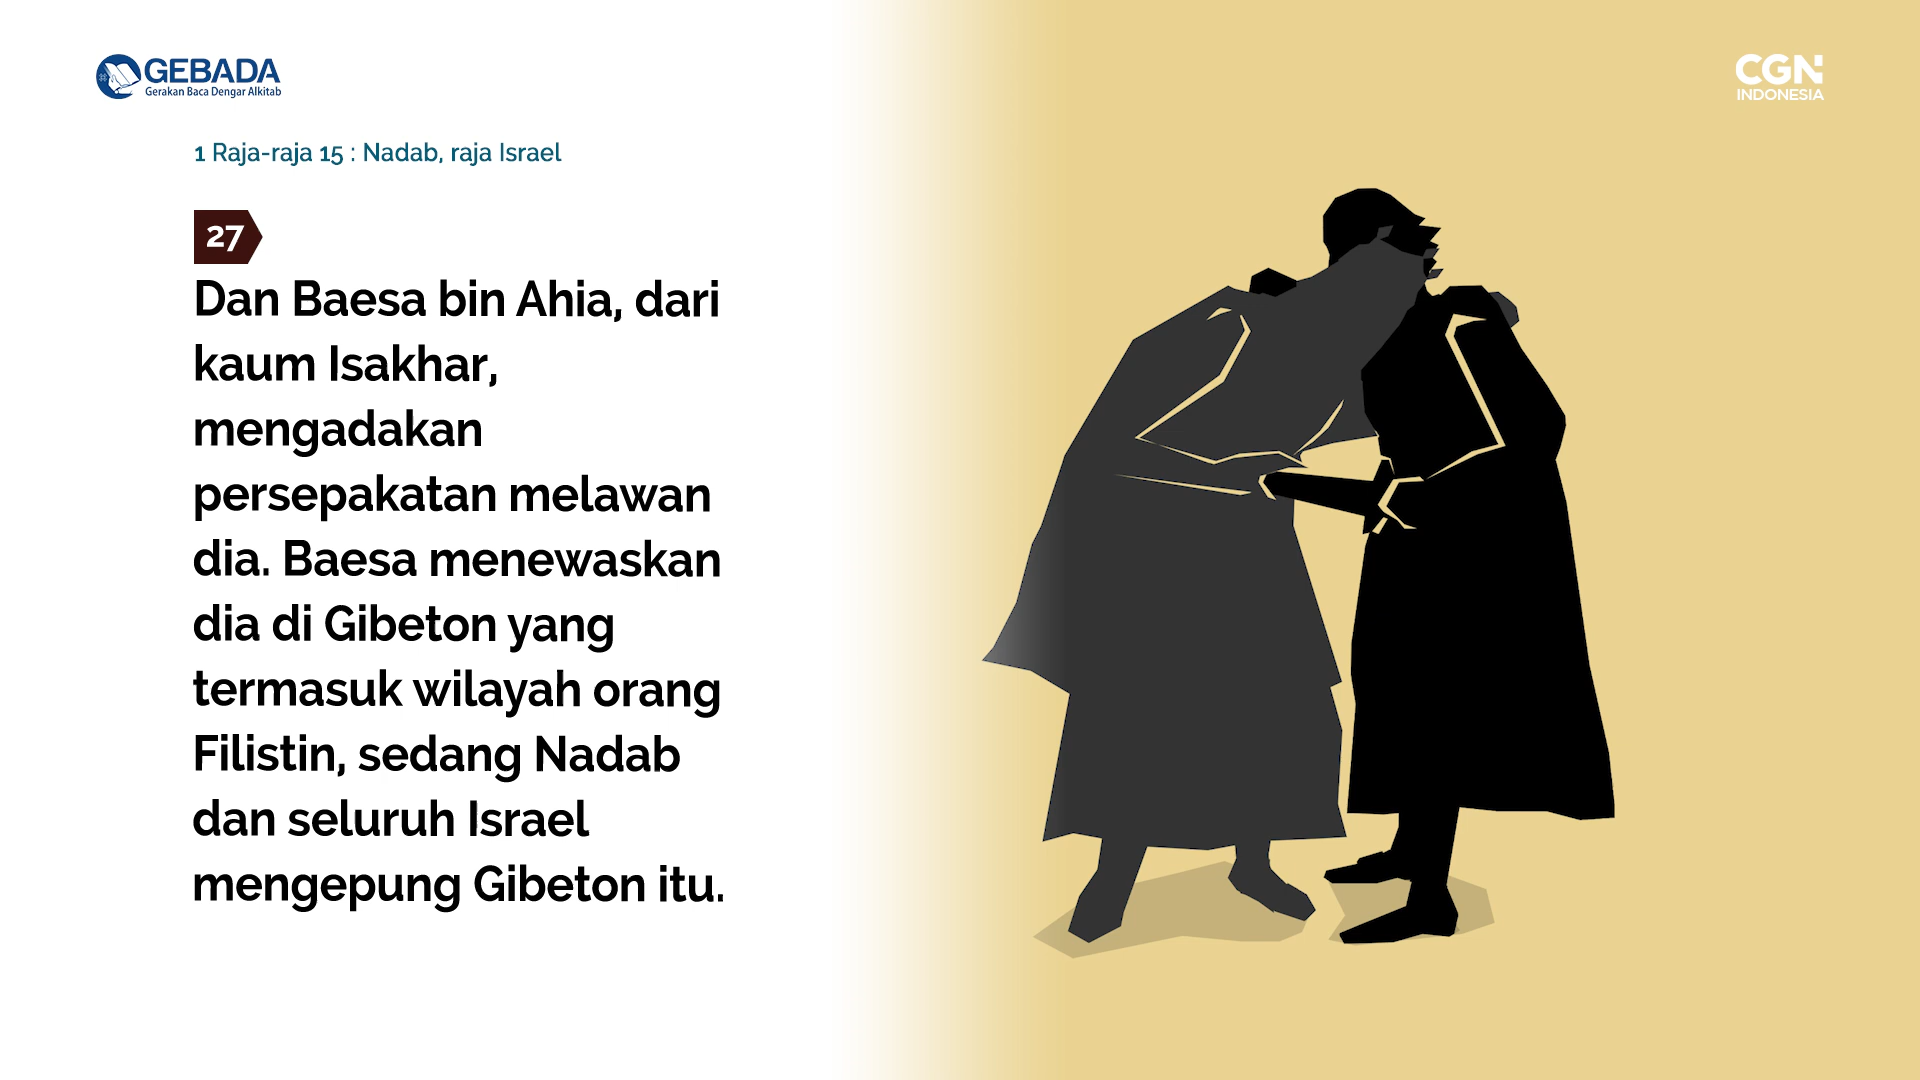 GEBADA
Gerakan Baca Dengar Alkitab
CGN
INDONESIA
1 Raja-raja 15 : Nadab, raja Israel
27
Dan Baesa bin Ahia, dari
kaum Isakhar,
mengadakan
persepakatan melawan
dia. Baesa menewaskan
dia di Gibeton yang
termasuk wilayah orang
Filistin, sedang Nadab
dan seluruh Israel
mengepung Gibeton itu.